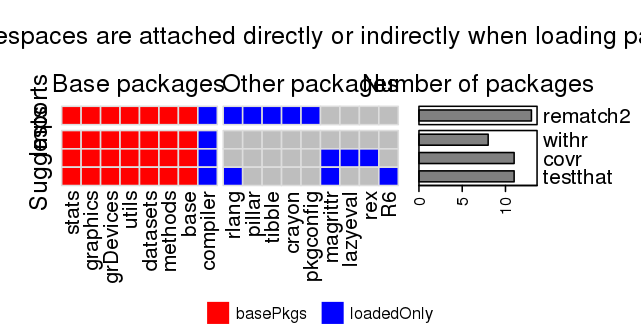 espaces are attached directly or indirectly when loading pa
Base packages
Other packages
Number of packages
Imports
Suggests
rematch2
withr
covr
testthat
stats
graphics
grDevices
utils
datasets
methods
base
compiler
rlang
pillar
tibble
crayon
pkgconfig
magrittr
lazyeval
rex
R6
0
5
10
basePkgs
loadedOnly